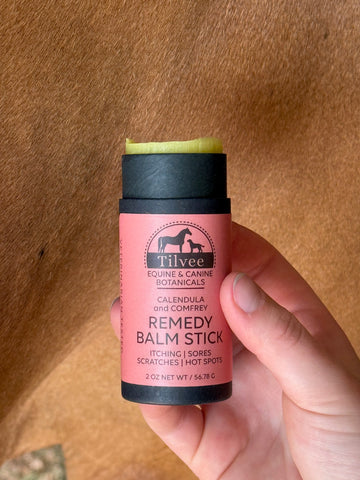 Tilvee
EQUINE & CANINE
BOTANICALS
CALENDULA
and COMFREY
REMEDY
BALM STICK
ITCHING | SORES
SCRATCHES | HOT SPOTS
2 OZ NET WT / 56.78 G